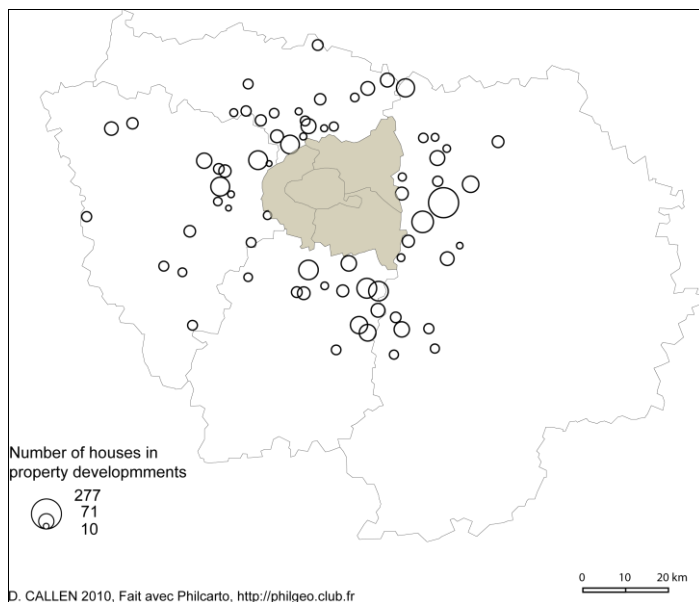 Number of houses in
property developmments
277
71
10
D. CALLEN 2010, Fait avec Philcarto, http://philgeo.club.fr
0 10 20 km